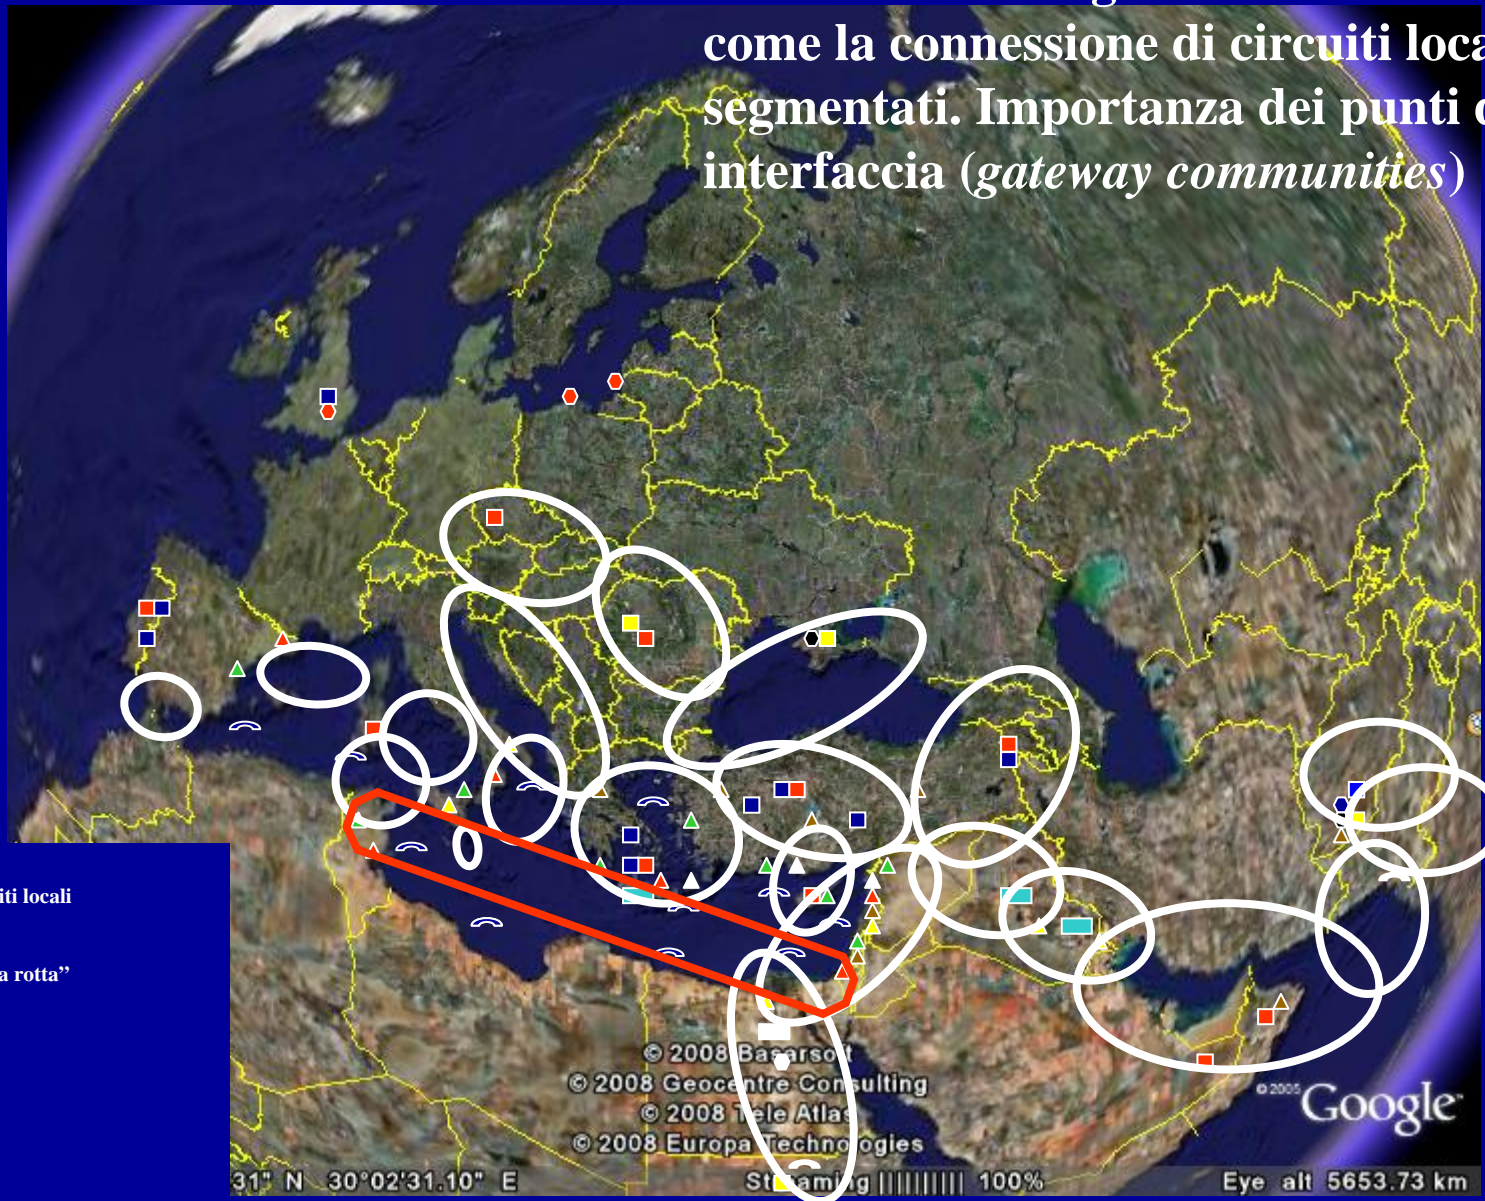 come la connessione di circuiti loca
segmentati. Importanza dei punti d
interfaccia (gateway communities)
iti locali
a rotta”
© 2008 Basarsoft
© 2008 Geocentre Consulting
© 2008 Tele Atlas
© 2008 Europa Technologies
© 2005 Google™
31" N 30°02'31.10" E
Streaming ||||||||| 100%
Eye alt 5653.73 km